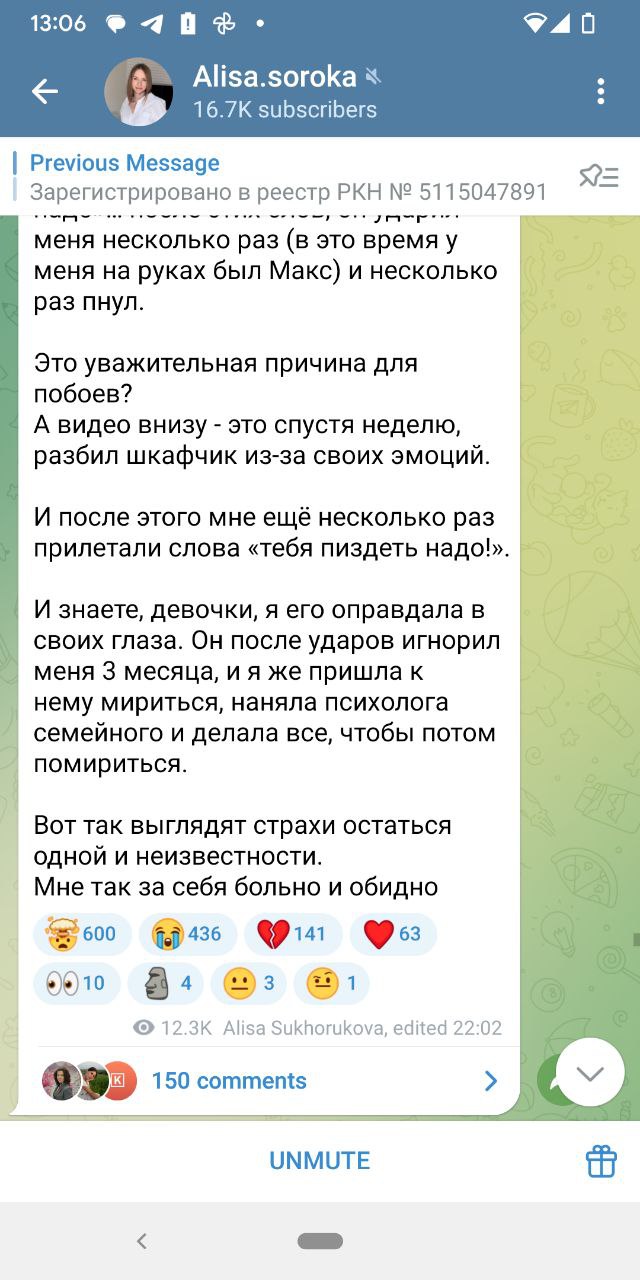 13:06
Alisa.soroka
16.7K subscribers
Previous Message
Зарегистрировано в реестр РКН № 5115047891
меня несколько раз (в это время у
меня на руках был Макс) и несколько
раз пнул.
Это уважительная причина для
побоев?
А видео внизу - это спустя неделю,
разбил шкафчик из-за своих эмоций.
И после этого мне ещё несколько раз
прилетали слова «тебя пиздеть надо!».
И знаете, девочки, я его оправдала в
своих глаза. Он после ударов игнорил
меня 3 месяца, и я же пришла к
нему мириться, наняла психолога
семейного и делала все, чтобы потом
помириться.
Вот так выглядят страхи остаться
одной и неизвестности.
Мне так за себя больно и обидно
600 436 141 63
10 4 3 1
12.3K Alisa Sukhorukova, edited 22:02
K
150 comments
UNMUTE